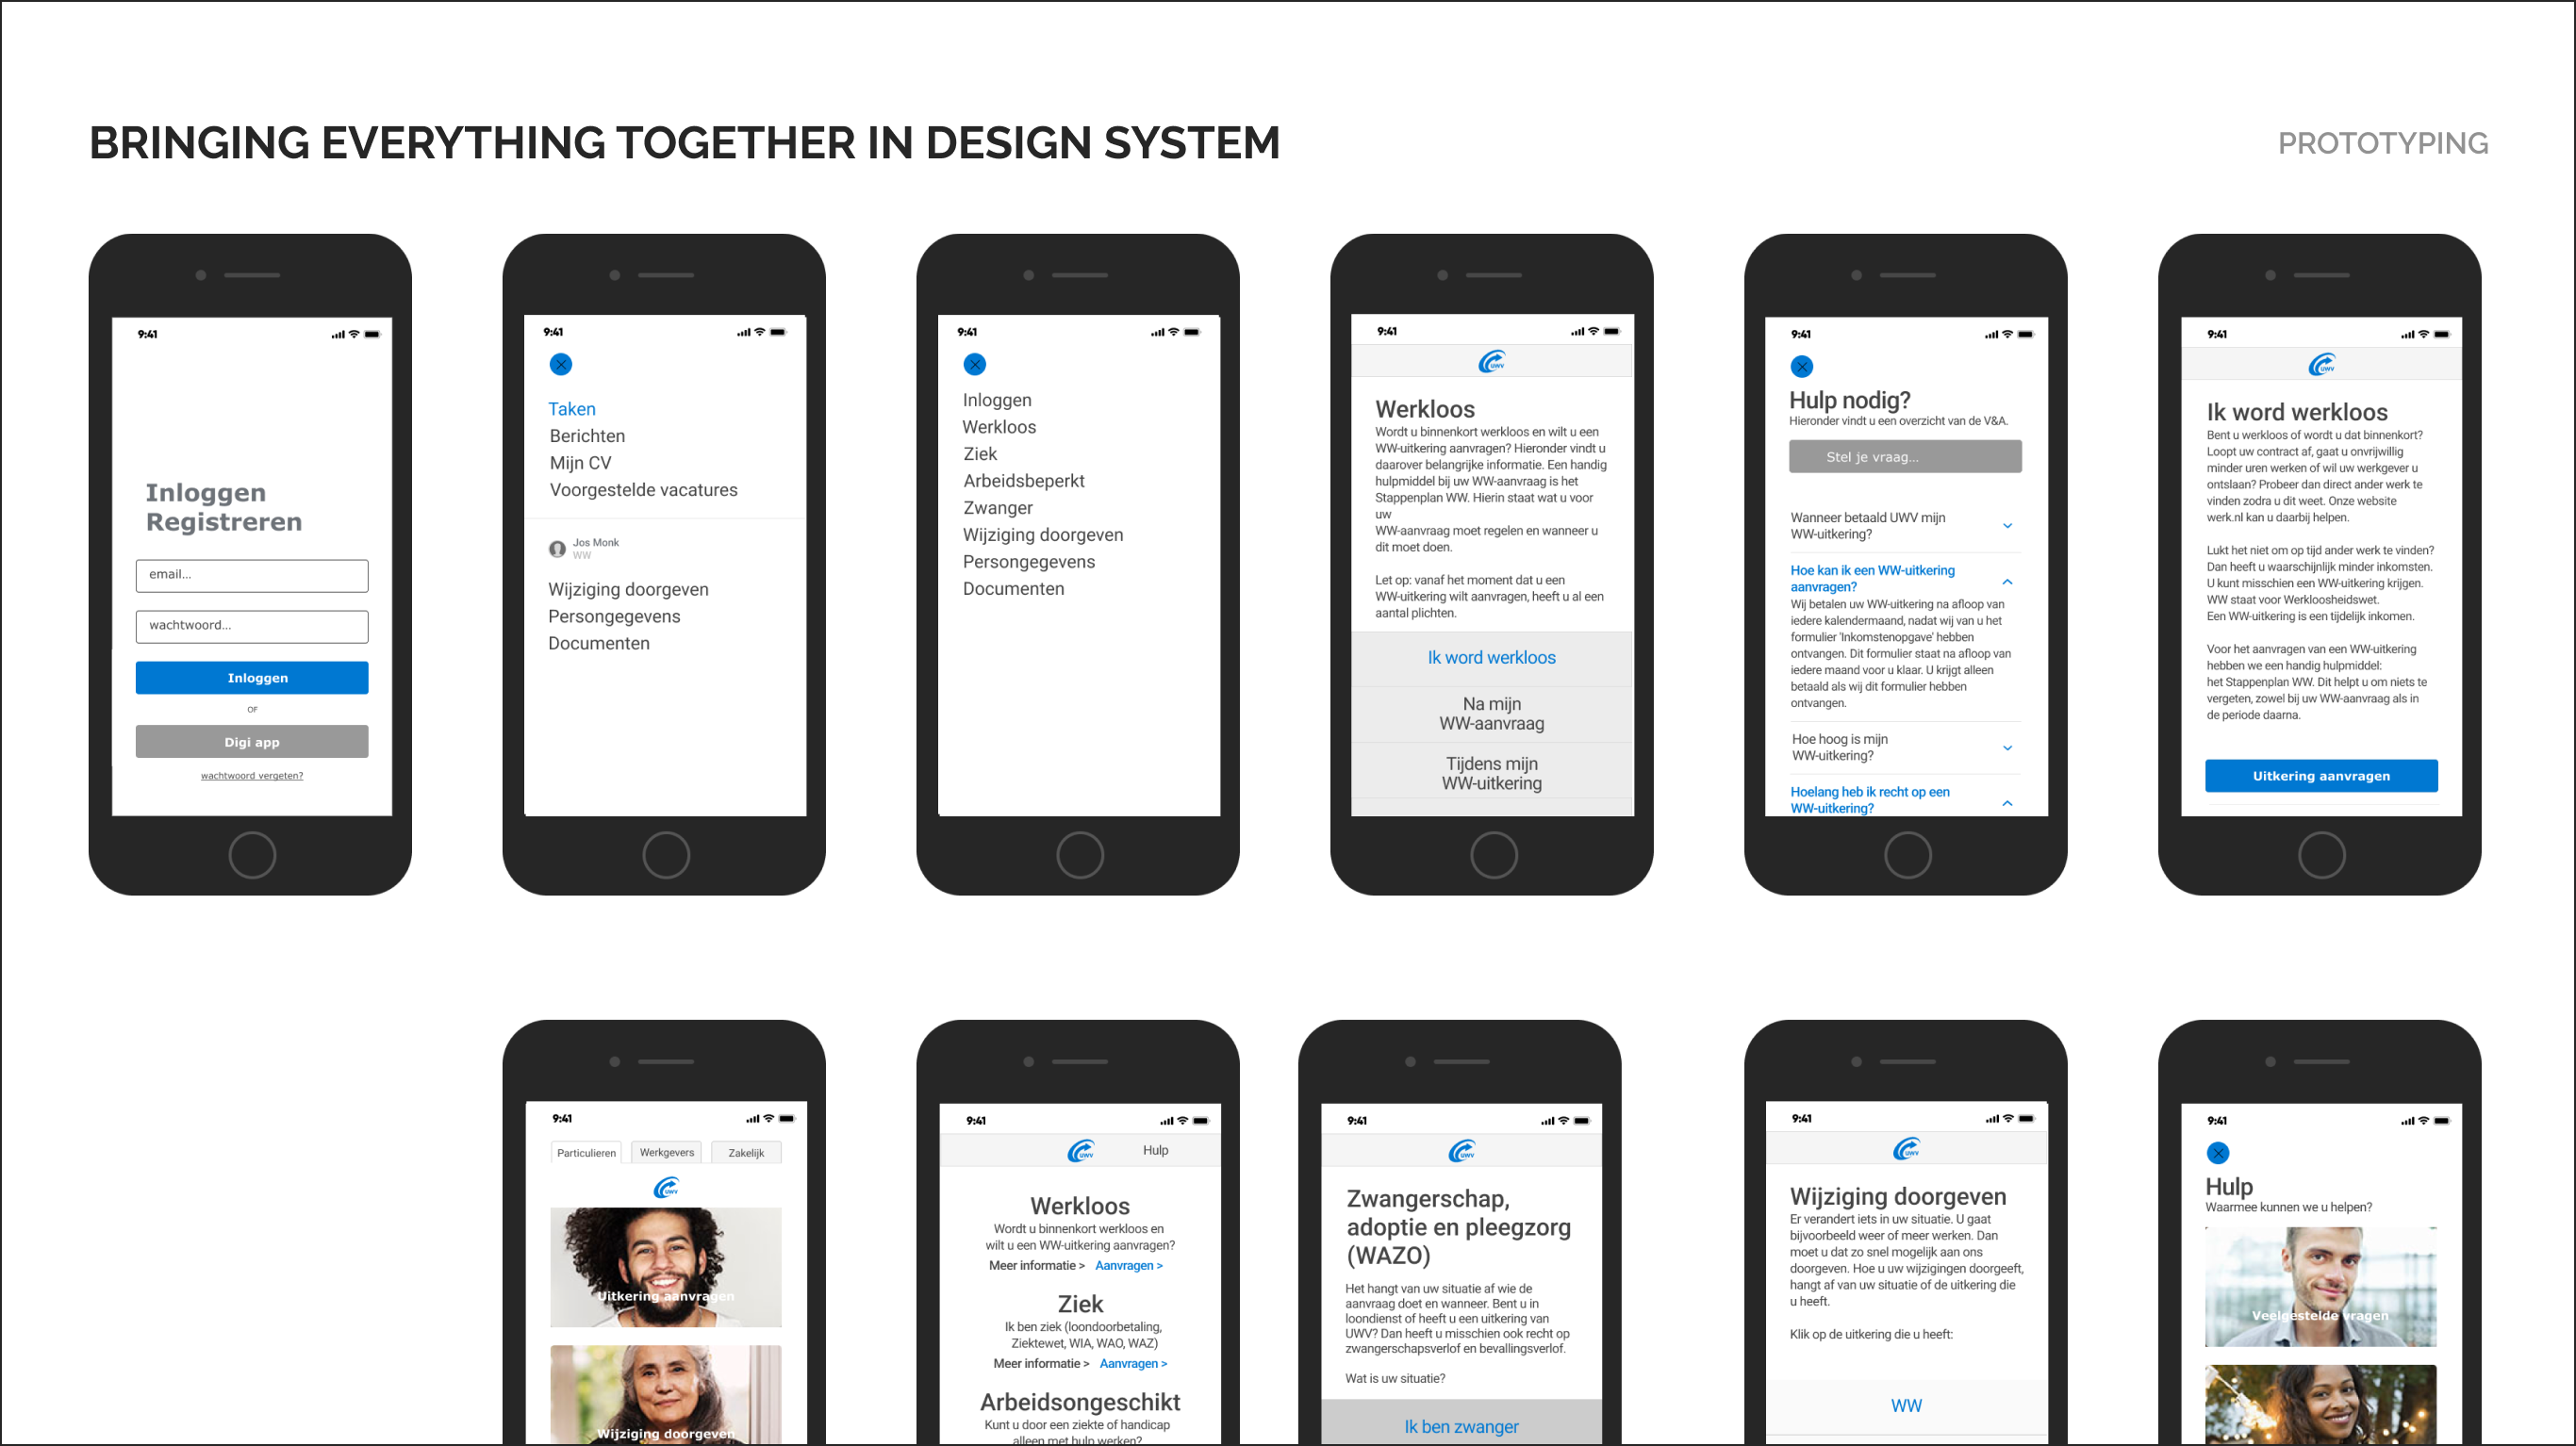 BRINGING EVERYTHING TOGETHER IN DESIGN SYSTEM
PROTOTYPING
9:41
Inloggen
Registreren
email...
wachtwoord...
Inloggen
OF
Digi app
wachtwoord vergeten?
9:41
Taken
Berichten
Mijn CV
Voorgestelde vacatures
Jos Monk
WW
Wijziging doorgeven
Persongegevens
Documenten
9:41
Inloggen
Werkloos
Ziek
Arbeidsbeperkt
Zwanger
Wijziging doorgeven
Persongegevens
Documenten
9:41
UWV
Werkloos
Wordt u binnenkort werkloos en wilt u een
WW-uitkering aanvragen? Hieronder vindt u
daarover belangrijke informatie. Een handig
hulpmiddel bij uw WW-aanvraag is het
Stappenplan WW. Hierin staat wat u voor
uw
WW-aanvraag moet regelen en wanneer u
dit moet doen.
Let op: vanaf het moment dat u een
WW-uitkering wilt aanvragen, heeft u al een
aantal plichten.
Ik word werkloos
Na mijn
WW-aanvraag
Tijdens mijn
WW-uitkering
9:41
Hulp nodig?
Hieronder vindt u een overzicht van de V&A.
Stel je vraag...
Wanneer betaald UWV mijn
WW-uitkering?
Hoe kan ik een WW-uitkering
aanvragen?
Wij betalen uw WW-uitkering na afloop van
iedere kalendermaand, nadat wij van u het
formulier 'Inkomstenopgave' hebben
ontvangen. Dit formulier staat na afloop van
iedere maand voor u klaar. U krijgt alleen
betaald als wij dit formulier hebben
ontvangen.
Hoe hoog is mijn
WW-uitkering?
Hoelang heb ik recht op een
WW-uitkering?
9:41
UWV
Ik word werkloos
Bent u werkloos of wordt u dat binnenkort?
Loopt uw contract af, gaat u onvrijwillig
minder uren werken of wil uw werkgever u
ontslaan? Probeer dan direct ander werk te
vinden zodra u dit weet. Onze website
werk.nl kan u daarbij helpen.
Lukt het niet om op tijd ander werk te vinden?
Dan heeft u waarschijnlijk minder inkomsten.
U kunt misschien een WW-uitkering krijgen.
WW staat voor Werkloosheidswet.
Een WW-uitkering is een tijdelijk inkomen.
Voor het aanvragen van een WW-uitkering
hebben we een handig hulpmiddel:
het Stappenplan WW. Dit helpt u om niets te
vergeten, zowel bij uw WW-aanvraag als in
de periode daarna.
Uitkering aanvragen
9:41
Particulieren
Werkgevers
Zakelijk
UWV
Uitkering aanvragen
Wijziging doorgeven
9:41
UWV
Hulp
Werkloos
Wordt u binnenkort werkloos en
wilt u een WW-uitkering aanvragen?
Meer informatie > Aanvragen >
Ziek
Ik ben ziek (loondoorbetaling,
Ziektewet, WIA, WAO, WAZ)
Meer informatie > Aanvragen >
Arbeidsongeschikt
Kunt u door een ziekte of handicap
alleen met hulp werken?
9:41
UWV
Zwangerschap,
adoptie en pleegzorg
(WAZO)
Het hangt van uw situatie af wie de
aanvraag doet en wanneer. Bent u in
loondienst of heeft u een uitkering van
UWV? Dan heeft u misschien ook recht op
zwangerschapsverlof en bevallingsverlof.
Wat is uw situatie?
Ik ben zwanger
9:41
UWV
Wijziging doorgeven
Er verandert iets in uw situatie. U gaat
bijvoorbeeld weer of meer werken. Dan
moet u dat zo snel mogelijk aan ons
doorgeven. Hoe u uw wijzigingen doorgeeft,
hangt af van uw situatie of de uitkering die
u heeft.
Klik op de uitkering die u heeft:
WW
9:41
Hulp
Waarmee kunnen we u helpen?
Veelgestelde vragen